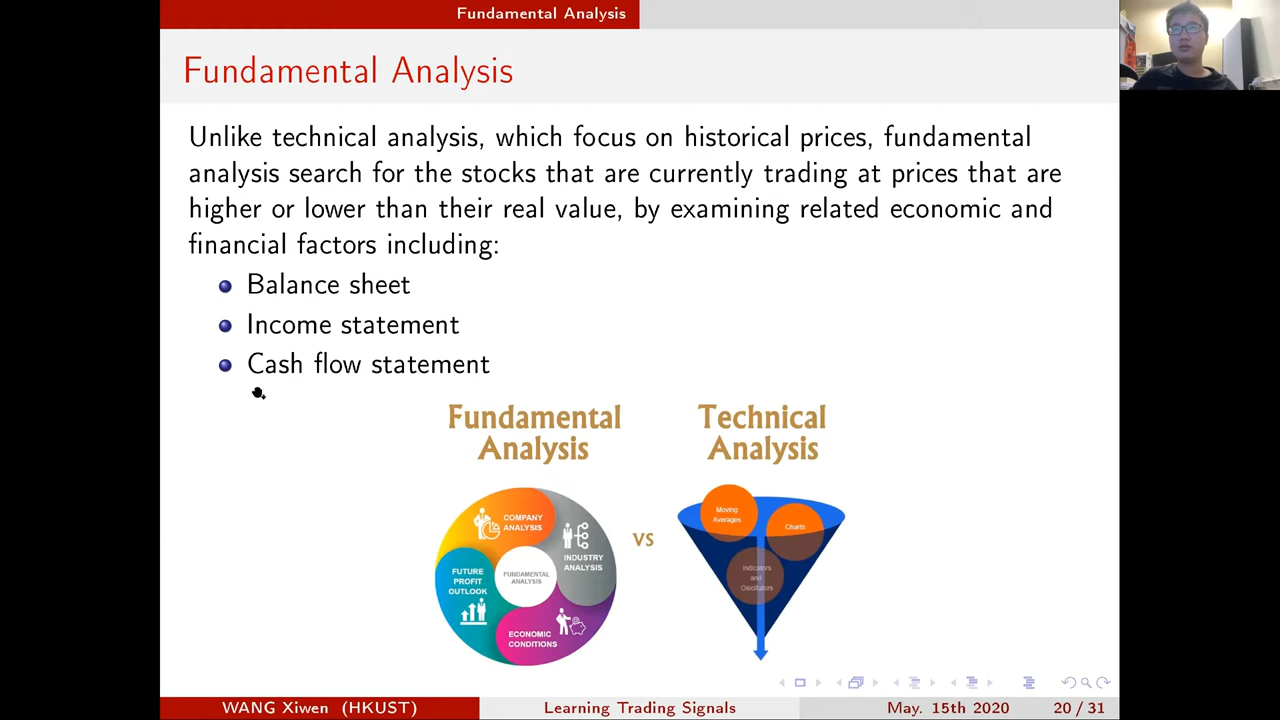 Fundamental Analysis
Fundamental Analysis
Unlike technical analysis, which focus on historical prices, fundamental
analysis search for the stocks that are currently trading at prices that are
higher or lower than their real value, by examining related economic and
financial factors including:
Balance sheet
Income statement
Cash flow statement
Fundamental
Analysis
COMPANY
ANALYSIS
INDUSTRY
ANALYSIS
FUTURE
PROFIT
OUTLOOK
FUNDAMENTAL
ANALYSIS
ECONOMIC
CONDITIONS
vs
Technical
Analysis
Moving
Averages
Charts
Indicators
and
Oscillators
WANG Xiwen (HKUST)
Learning Trading Signals
May. 15th 2020
20 / 31